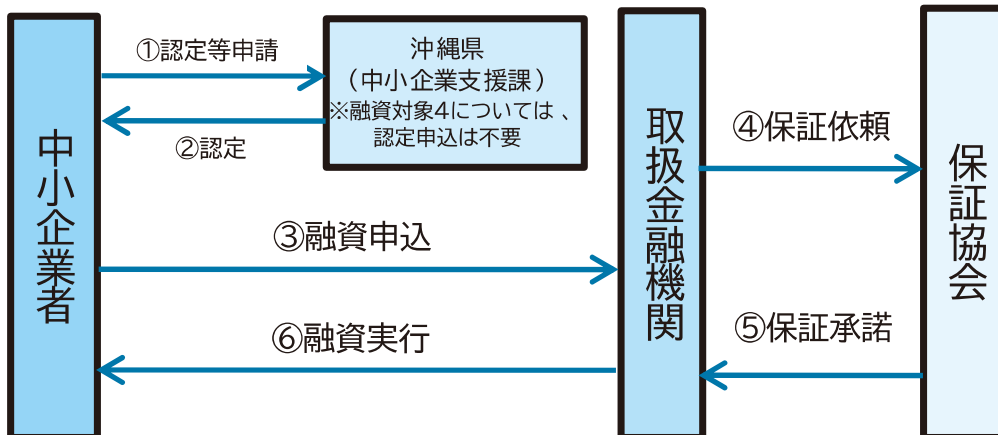 中小企業者
①認定等申請
②認定
沖縄県
（中小企業支援課）
※融資対象4については、
認定申込は不要
③融資申込
⑥融資実行
取扱金融機関
④保証依頼
⑤保証承諾
保証協会